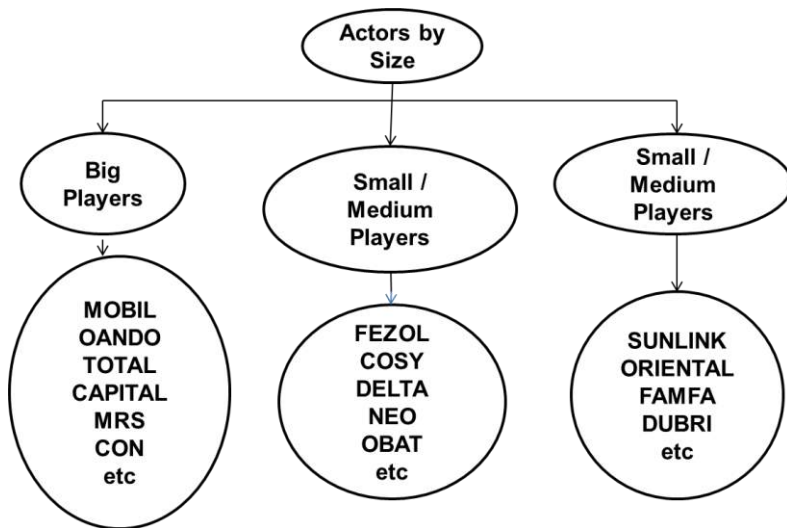 Actors by
Size
Big
Players
Small /
Medium
Players
Small /
Medium
Players
MOBIL
OANDO
TOTAL
CAPITAL
MRS
CON
etc
FEZOL
COSY
DELTA
NEO
OBAT
etc
SUNLINK
ORIENTAL
FAMFA
DUBRI
etc